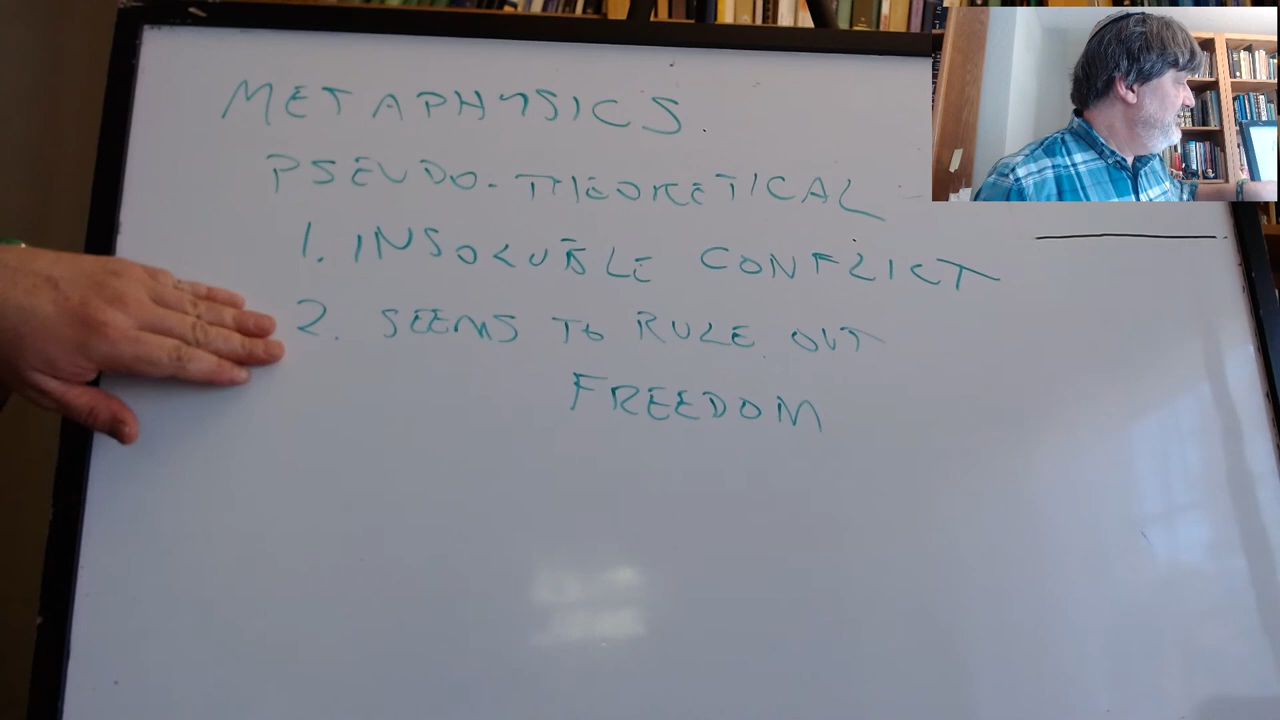 METAPHYSICS.
PSEUDO-THEORETICAL
1. INSOLUBLE CONFLICT
2. SEEMS TO RULE OUT
FREEDOM